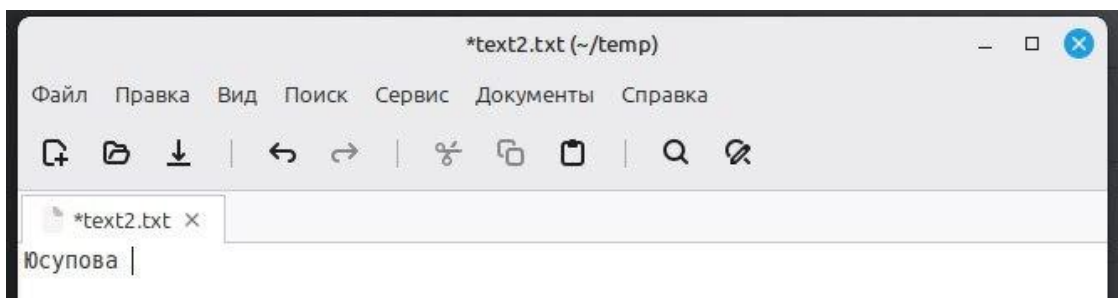 *text2.txt (~/temp)
Файл Правка Вид Поиск Сервис Документы Справка
*text2.txt
Юсупова